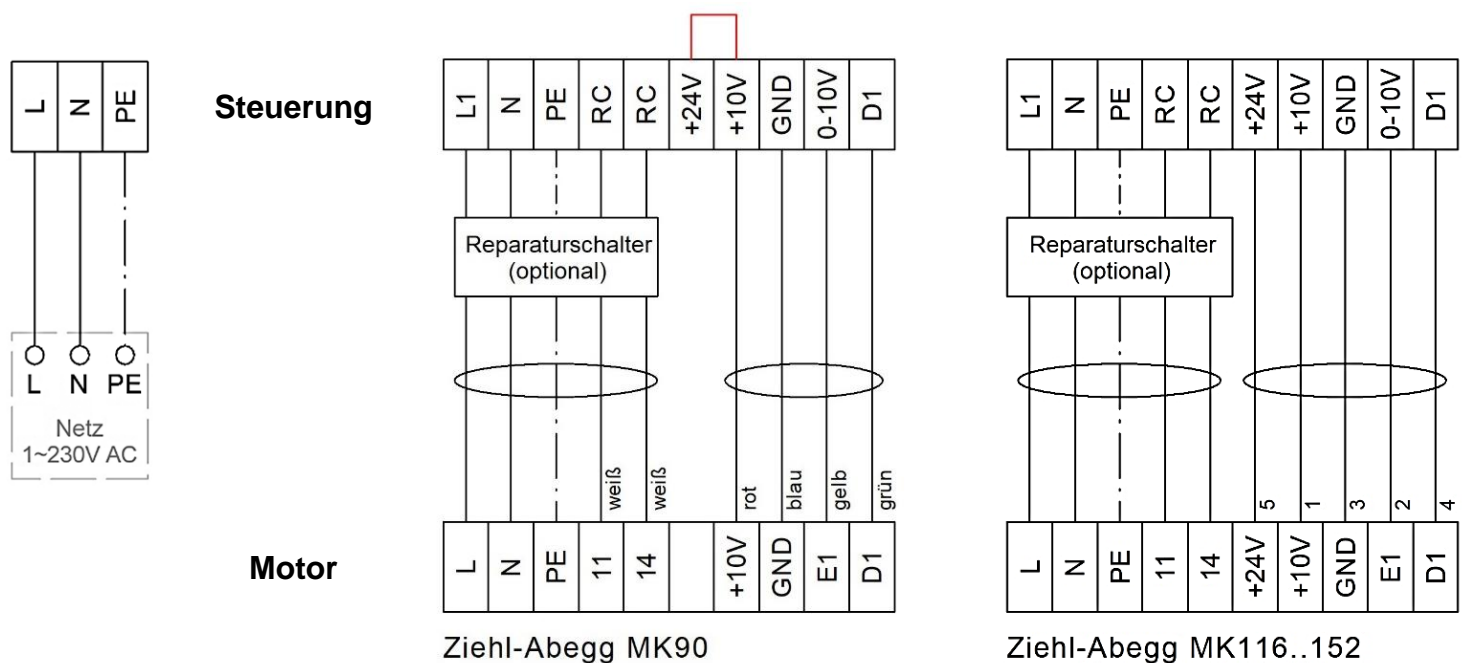 L N PE
Steuerung
L1 N PE RC RC +24V +10V GND 0-10V D1
L1 N PE RC RC +24V +10V GND 0-10V D1
Reparaturschalter
(optional)
Reparaturschalter
(optional)
L N PE
Netz
1~230V AC
weiß weiß rot blau gelb grün
5 1 3 2 4
Motor
L N PE 11 14 +10V GND E1 D1
L N PE 11 14 +24V +10V GND E1 D1
Ziehl-Abegg MK90
Ziehl-Abegg MK116..152